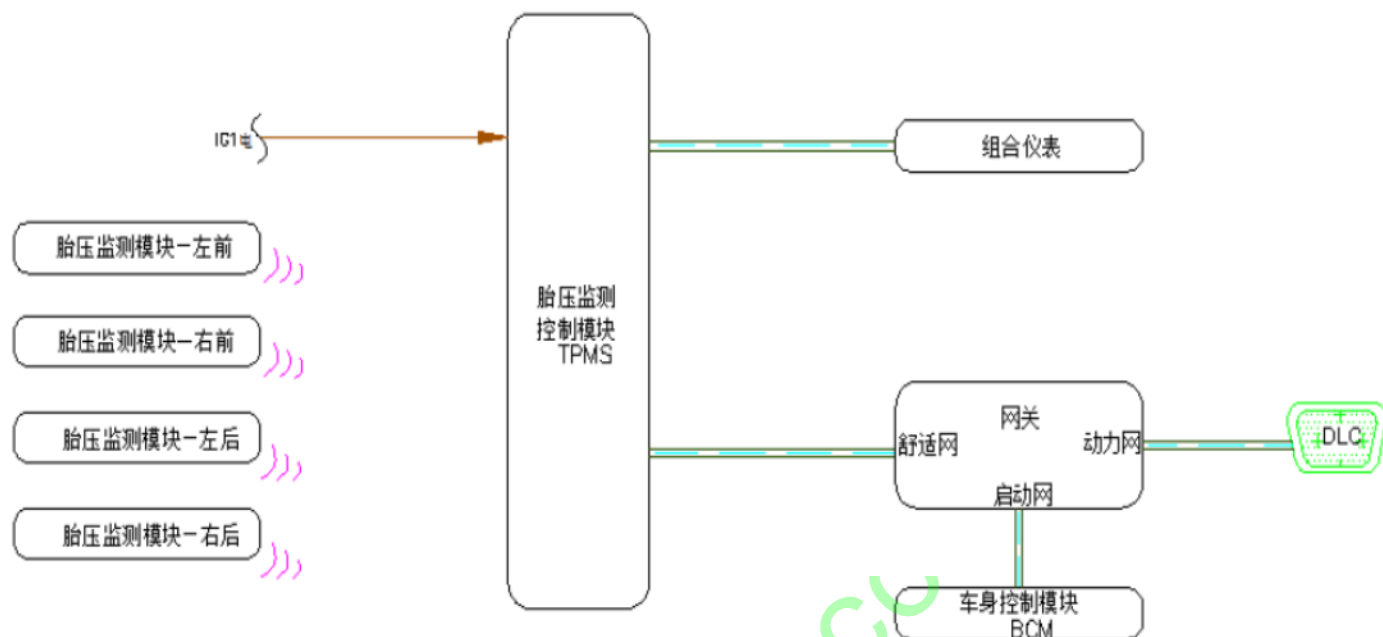 IG1电
组合仪表
胎压监测模块-左前
胎压监测模块-右前
胎压监测模块-左后
胎压监测模块-右后
胎压监测
控制模块
TPMS
网关
舒适网
动力网
启动网
DLC
车身控制模块
BCM